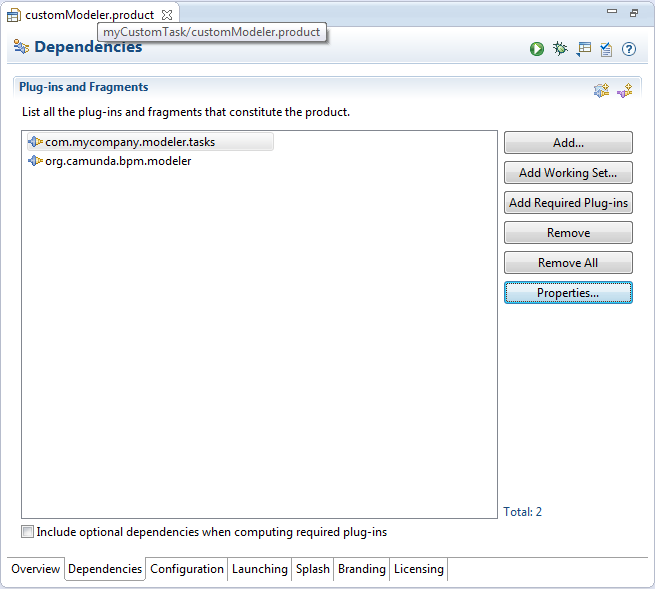 customModeler.product
myCustomTask/customModeler.product
Dependencies
Plug-ins and Fragments
List all the plug-ins and fragments that constitute the product.
com.mycompany.modeler.tasks
org.camunda.bpm.modeler
Add...
Add Working Set...
Add Required Plug-ins
Remove
Remove All
Properties...
Total: 2
Include optional dependencies when computing required plug-ins
Overview Dependencies Configuration Launching Splash Branding Licensing